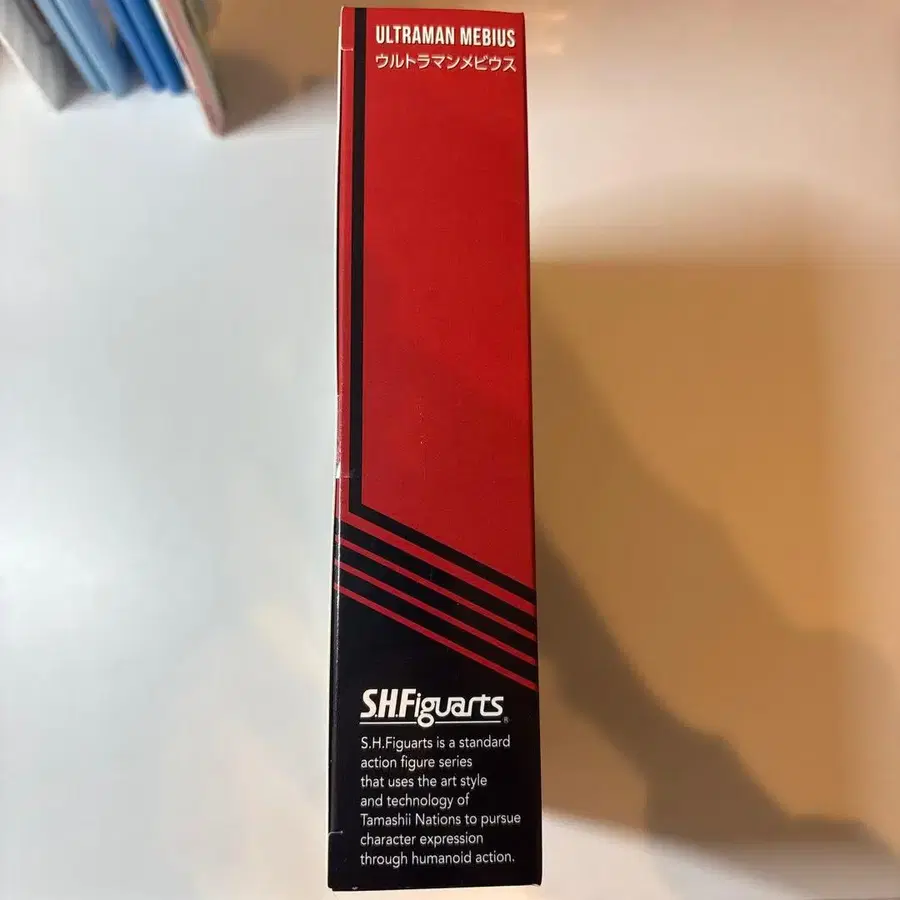 ULTRAMAN MEBIUS
ウルトラマンメビウス
S.H.Figuarts®
S.H.Figuarts is a standard
action figure series
that uses the art style
and technology of
Tamashii Nations to pursue
character expression
through humanoid action.